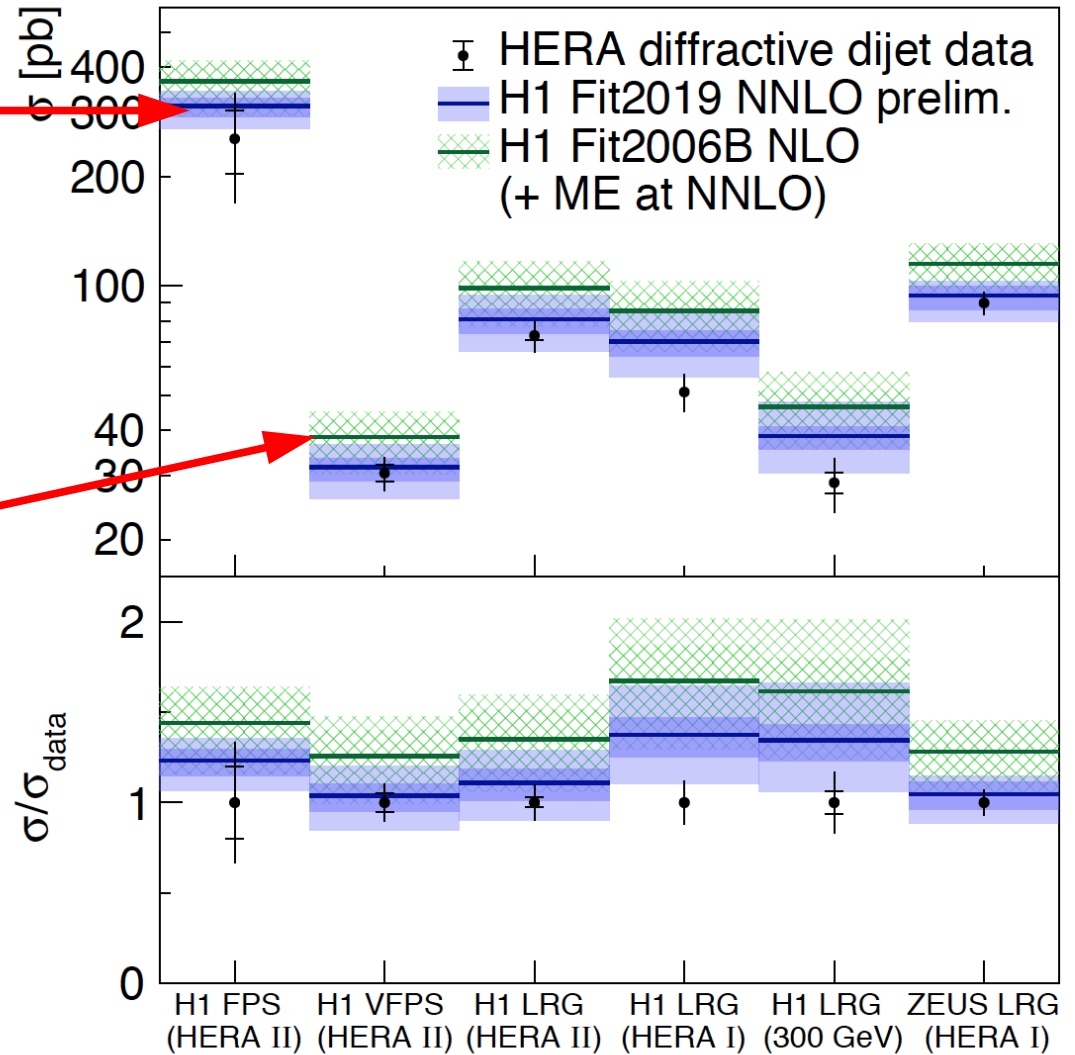 σ [pb]
400
300
200
100
40
30
20
HERA diffractive dijet data
H1 Fit2019 NNLO prelim.
H1 Fit2006B NLO
(+ ME at NNLO)
σ/σdata
2
1
0
H1 FPS
(HERA II)
H1 VFPS
(HERA II)
H1 LRG
(HERA II)
H1 LRG
(HERA I)
H1 LRG
(300 GeV)
ZEUS LRG
(HERA I)